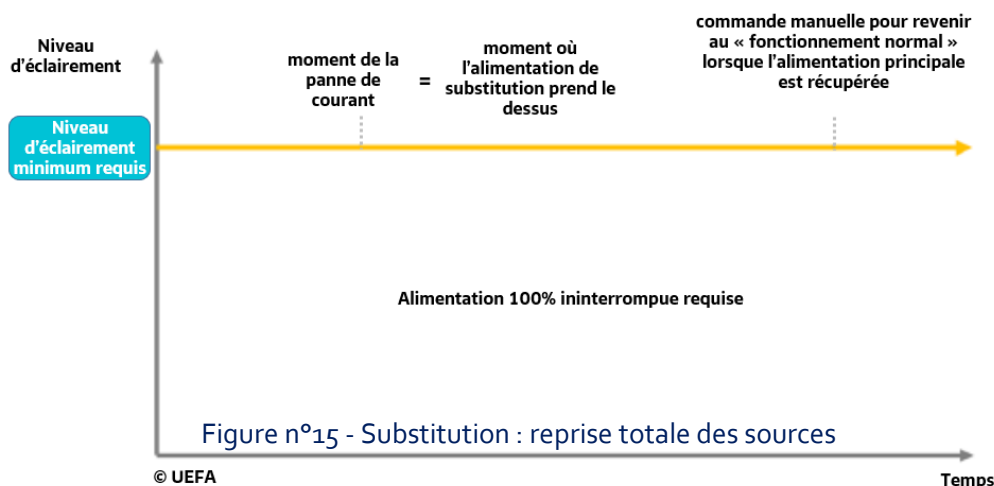 Niveau
d'éclairement
Niveau
d'éclairement
minimum requis
moment de la
panne de
courant
=
moment où
l'alimentation de
substitution prend le
dessus
commande manuelle pour revenir
au « fonctionnement normal »
lorsque l'alimentation principale
est récupérée
Alimentation 100% ininterrompue requise
Figure n°15 - Substitution : reprise totale des sources
© UEFA
Temps